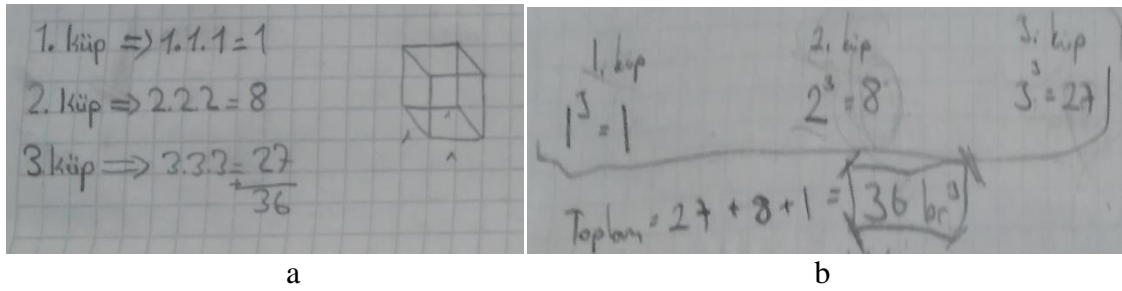 1. küp ⇒ 1.1.1 = 1
2. küp ⇒ 2.2.2 = 8
3. küp ⇒ 3.3.3 = 27
+
36
a
1. küp 2. küp 3. küp
1³ = 1 2³ = 8 3³ = 27
Toplam = 27 + 8 + 1 = 36 br³
b